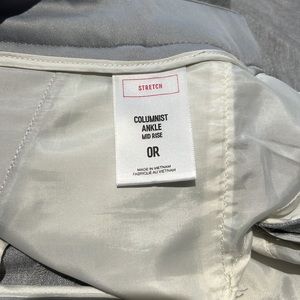 STRETCH
COLUMNIST
ANKLE
MID RISE
0R
MADE IN VIETNAM
FABRIQUÉ AU VIETNAM